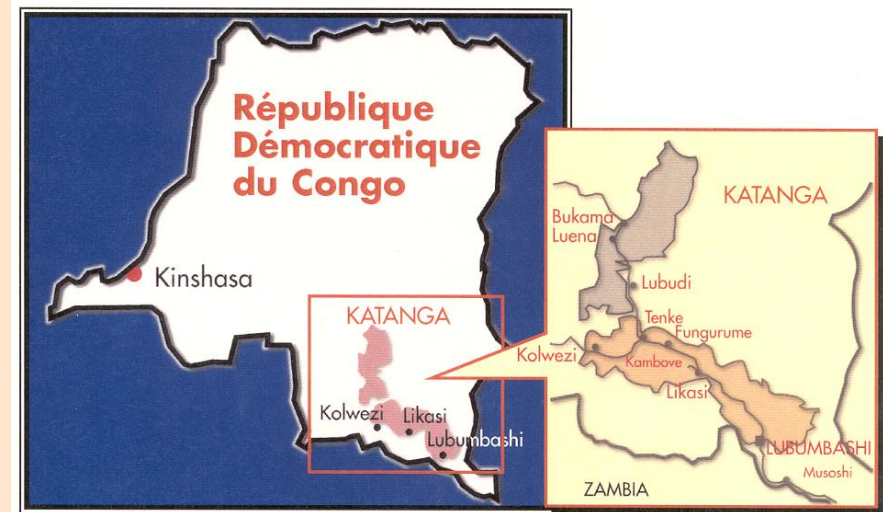 République
Démocratique
du Congo
Kinshasa
KATANGA
Kolwezi
Likasi
Lubumbashi
KATANGA
Bukama
Luena
Lubudi
Tenke
Fungurume
Kolwezi
Kambove
Likasi
LUBUMBASHI
Musoshi
ZAMBIA